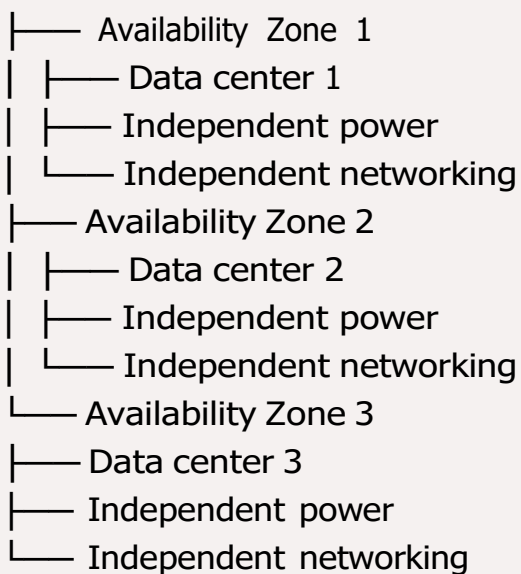 ├── Availability Zone 1
│ ├── Data center 1
│ ├── Independent power
│ └── Independent networking
├── Availability Zone 2
│ ├── Data center 2
│ ├── Independent power
│ └── Independent networking
└── Availability Zone 3
├── Data center 3
├── Independent power
└── Independent networking